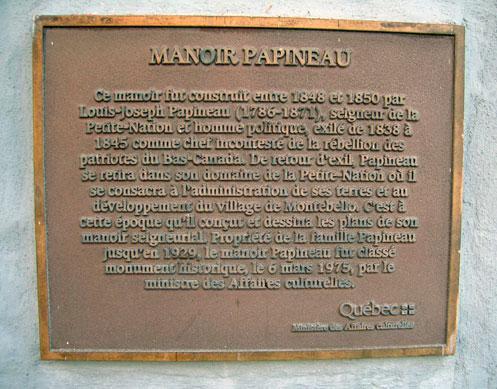 MANOIR PAPINEAU
Ce manoir fut construit entre 1848 et 1850 par
Louis-Joseph Papineau (1786-1871), seigneur de la
Petite-Nation et homme politique, exilé de 1838 à
1845 comme chef incontesté de la rébellion des
patriotes du Bas-Canada. De retour d'exil, Papineau
se retira dans son domaine de la Petite-Nation où il
se consacra à l'administration de ses terres et au
développement du village de Montebello. C'est à
cette époque qu'il conçut et dessina les plans de son
manoir seigneurial. Propriété de la famille Papineau
jusqu'en 1929, le manoir Papineau fut classé
monument historique, le 6 mars 1975, par le
ministre des Affaires culturelles.
Québec
Ministère des Affaires culturelles